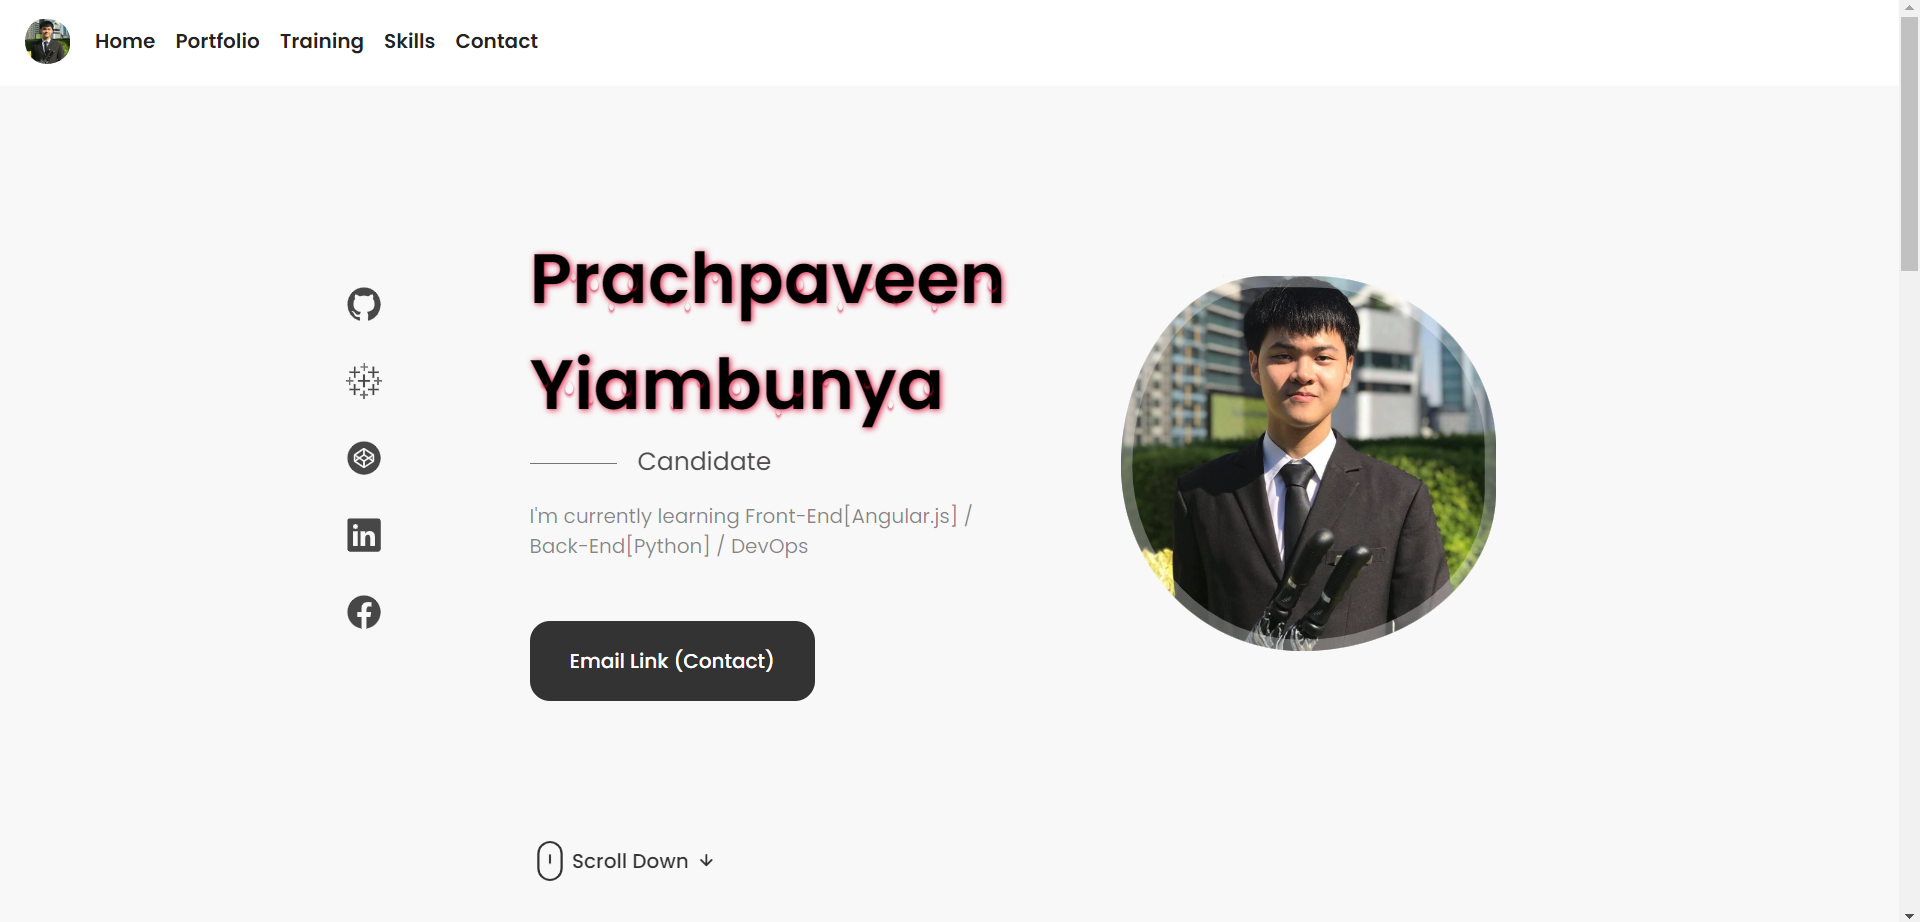 Home Portfolio Training Skills Contact
Prachpaveen
Yiambunya
Candidate
I'm currently learning Front-End[Angular.js] /
Back-End[Python] / DevOps
Email Link (Contact)
Scroll Down